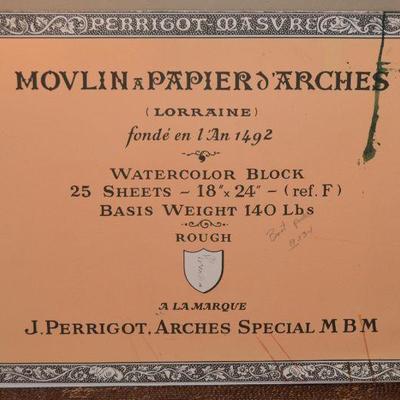 PERRIGOT-MASVRE
MOVLIN A PAPIER D'ARCHES
(LORRAINE)
fondé en l'An 1492
WATERCOLOR BLOCK
25 SHEETS ~ 18"x 24" ~ (ref. F)
BASIS WEIGHT 140 Lbs
ROUGH
A LA MARQUE
J. PERRIGOT, ARCHES SPECIAL M B M